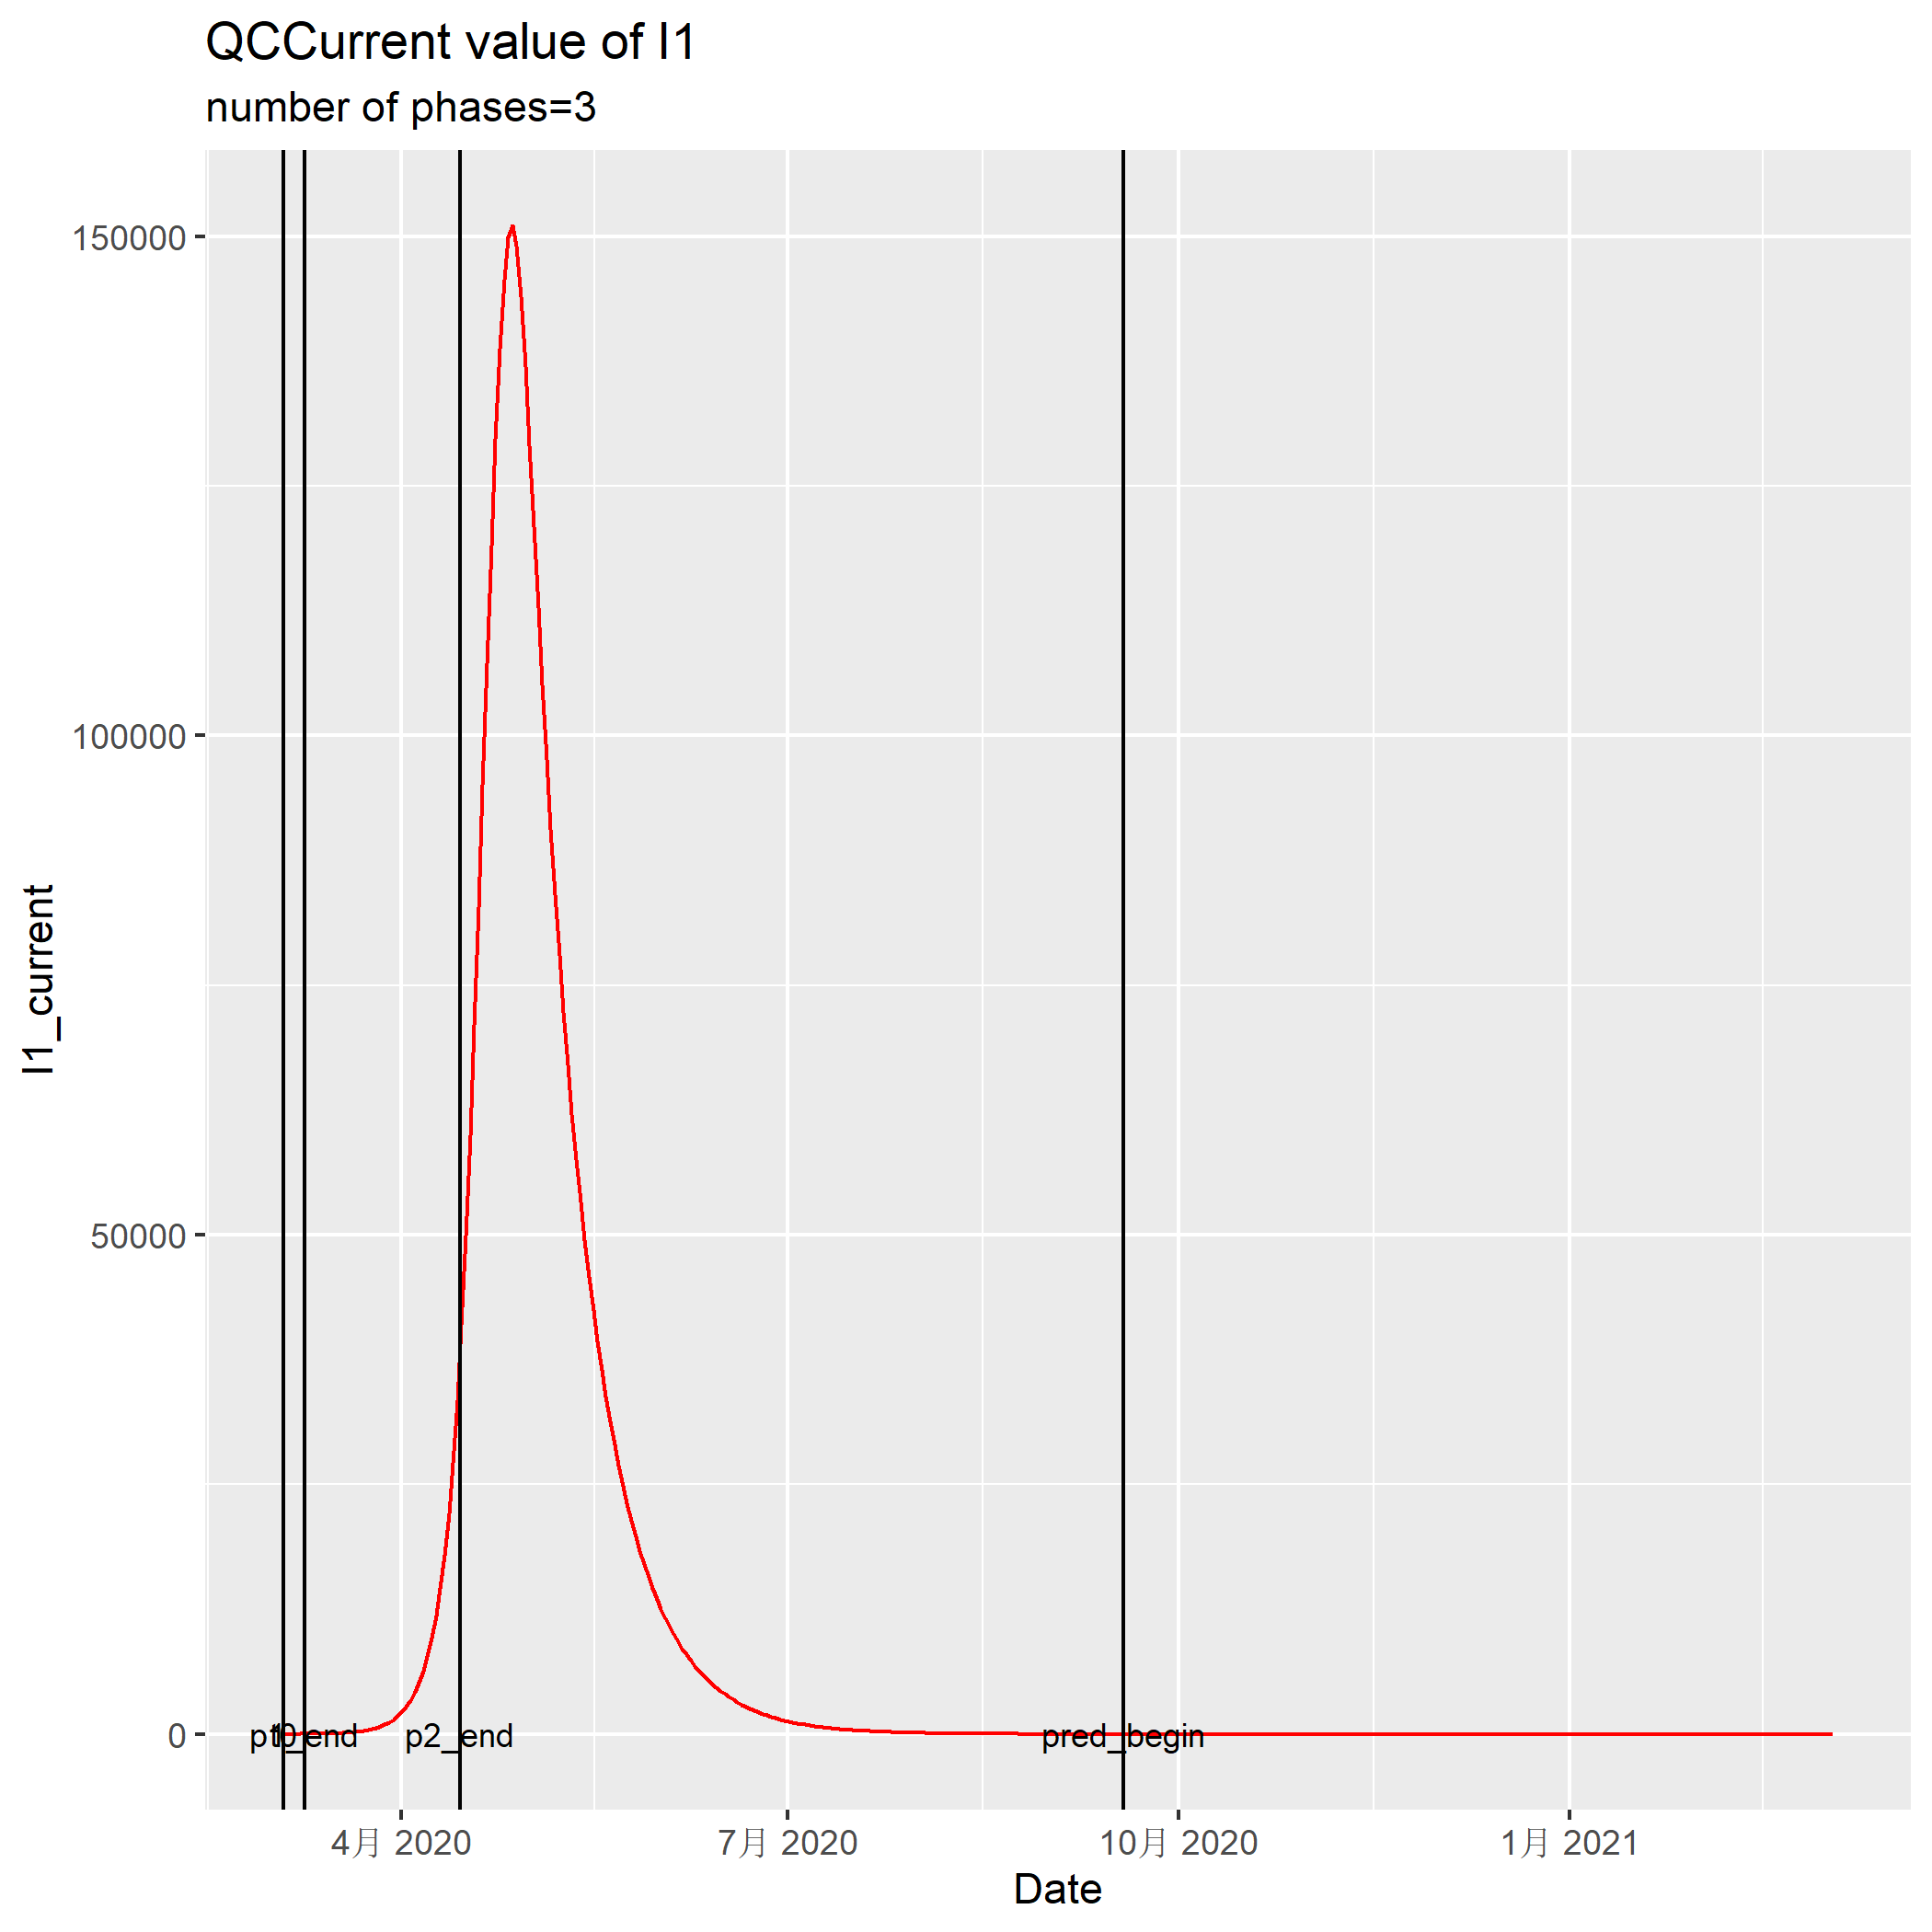 QCCurrent value of I1
number of phases=3
150000
100000
50000
0
I1_current
p2_end
pred_begin
4月 2020
7月 2020
10月 2020
1月 2021
Date